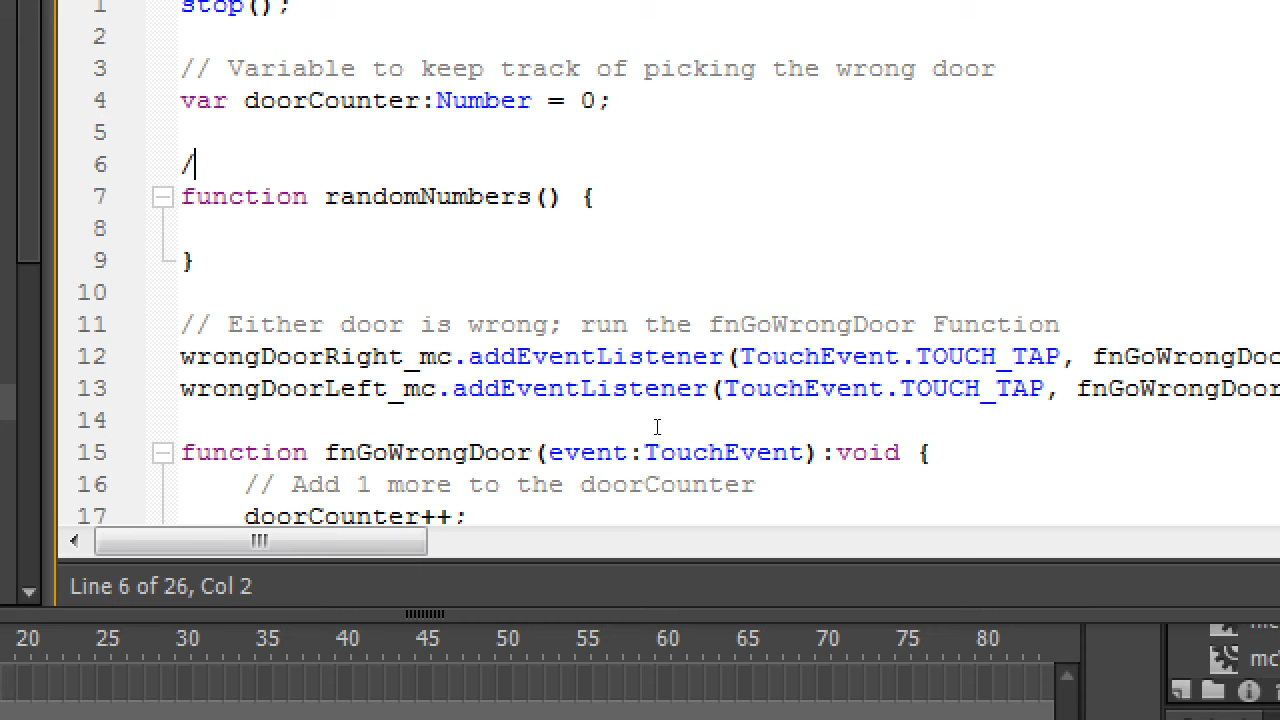 1 stop();
2
3 // Variable to keep track of picking the wrong door
4 var doorCounter:Number = 0;
5
6 /
7 function randomNumbers() {
8
9 }
10
11 // Either door is wrong; run the fnGoWrongDoor Function
12 wrongDoorRight_mc.addEventListener(TouchEvent.TOUCH_TAP, fnGoWrongDoo
13 wrongDoorLeft_mc.addEventListener(TouchEvent.TOUCH_TAP, fnGoWrongDoor
14
15 function fnGoWrongDoor(event:TouchEvent):void {
16 // Add 1 more to the doorCounter
17 doorCounter++;
Line 6 of 26, Col 2
20 25 30 35 40 45 50 55 60 65 70 75 80